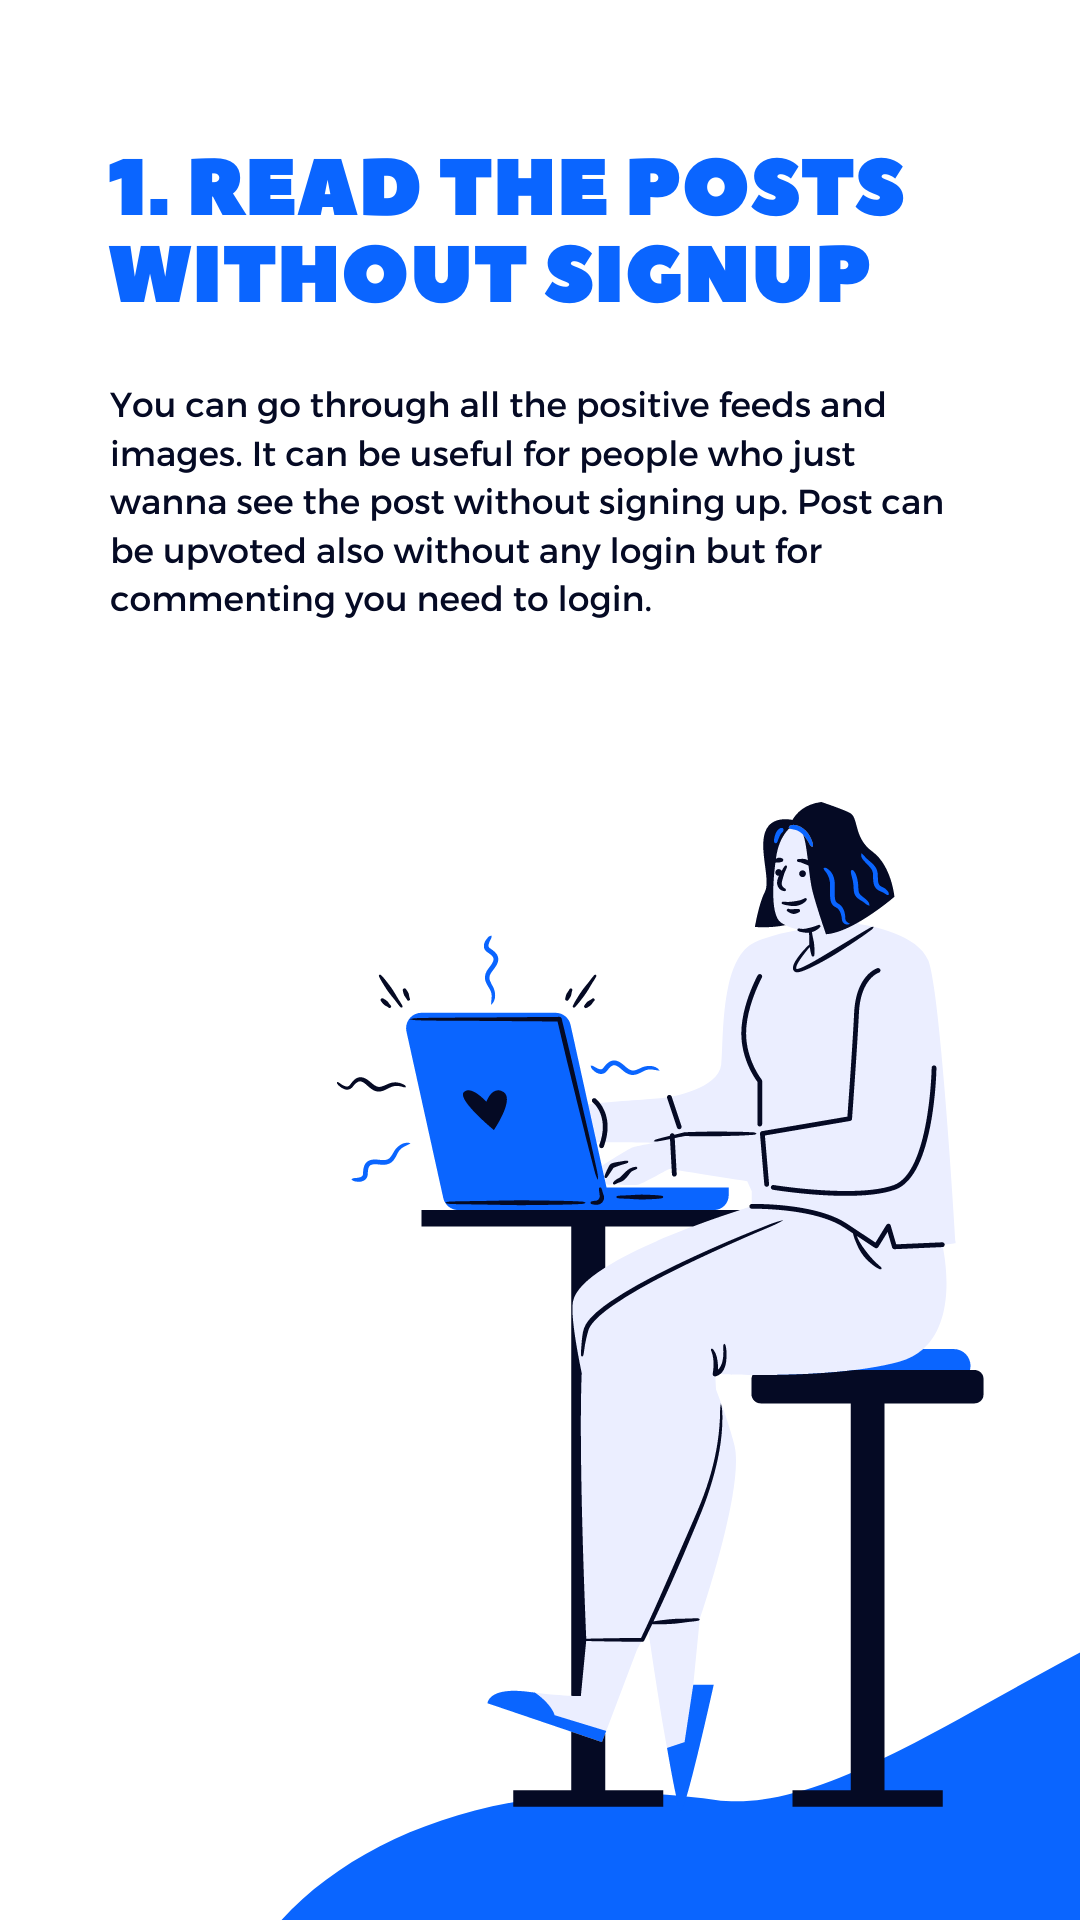 1. READ THE POSTS
WITHOUT SIGNUP
You can go through all the positive feeds and
images. It can be useful for people who just
wanna see the post without signing up. Post can
be upvoted also without any login but for
commenting you need to login.